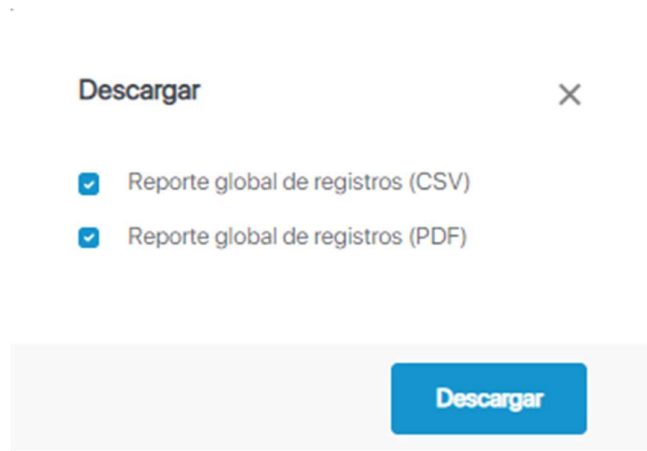 Descargar
Reporte global de registros (CSV)
Reporte global de registros (PDF)
Descargar